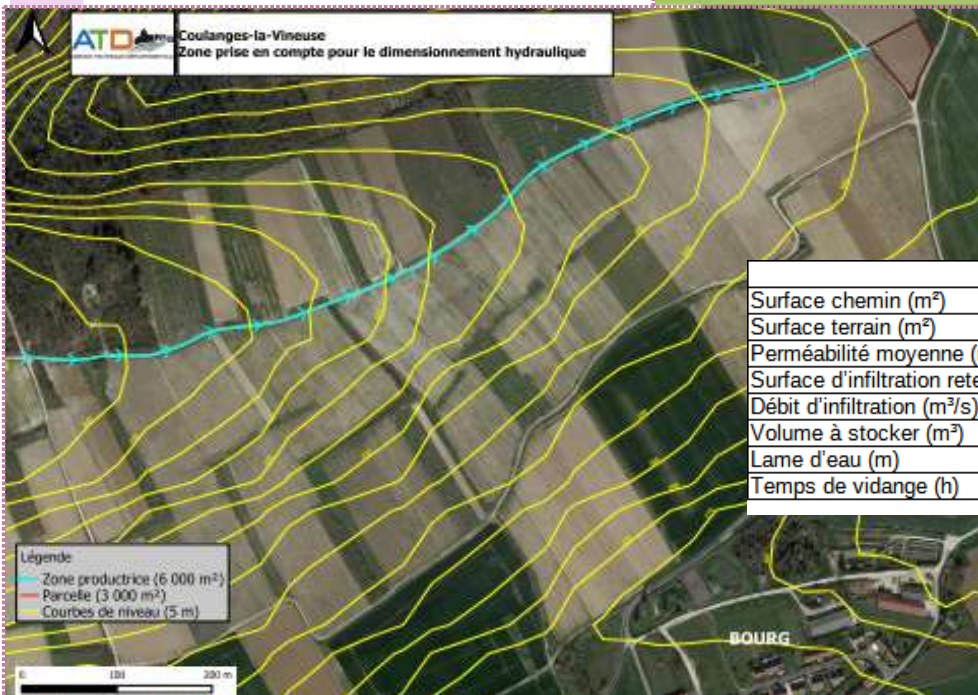 ATD
Coulanges-la-Vineuse
Zone prise en compte pour le dimensionnement hydraulique
Surface chemin (m²)
Surface terrain (m²)
Perméabilité moyenne (
Surface d'infiltration rete
Débit d'infiltration (m³/s)
Volume à stocker (m³)
Lame d'eau (m)
Temps de vidange (h)
Légende
Zone productrice (6 000 m²)
Parcelle (3 000 m²)
Courbes de niveau (5 m)
BOURG
0 100 200 m